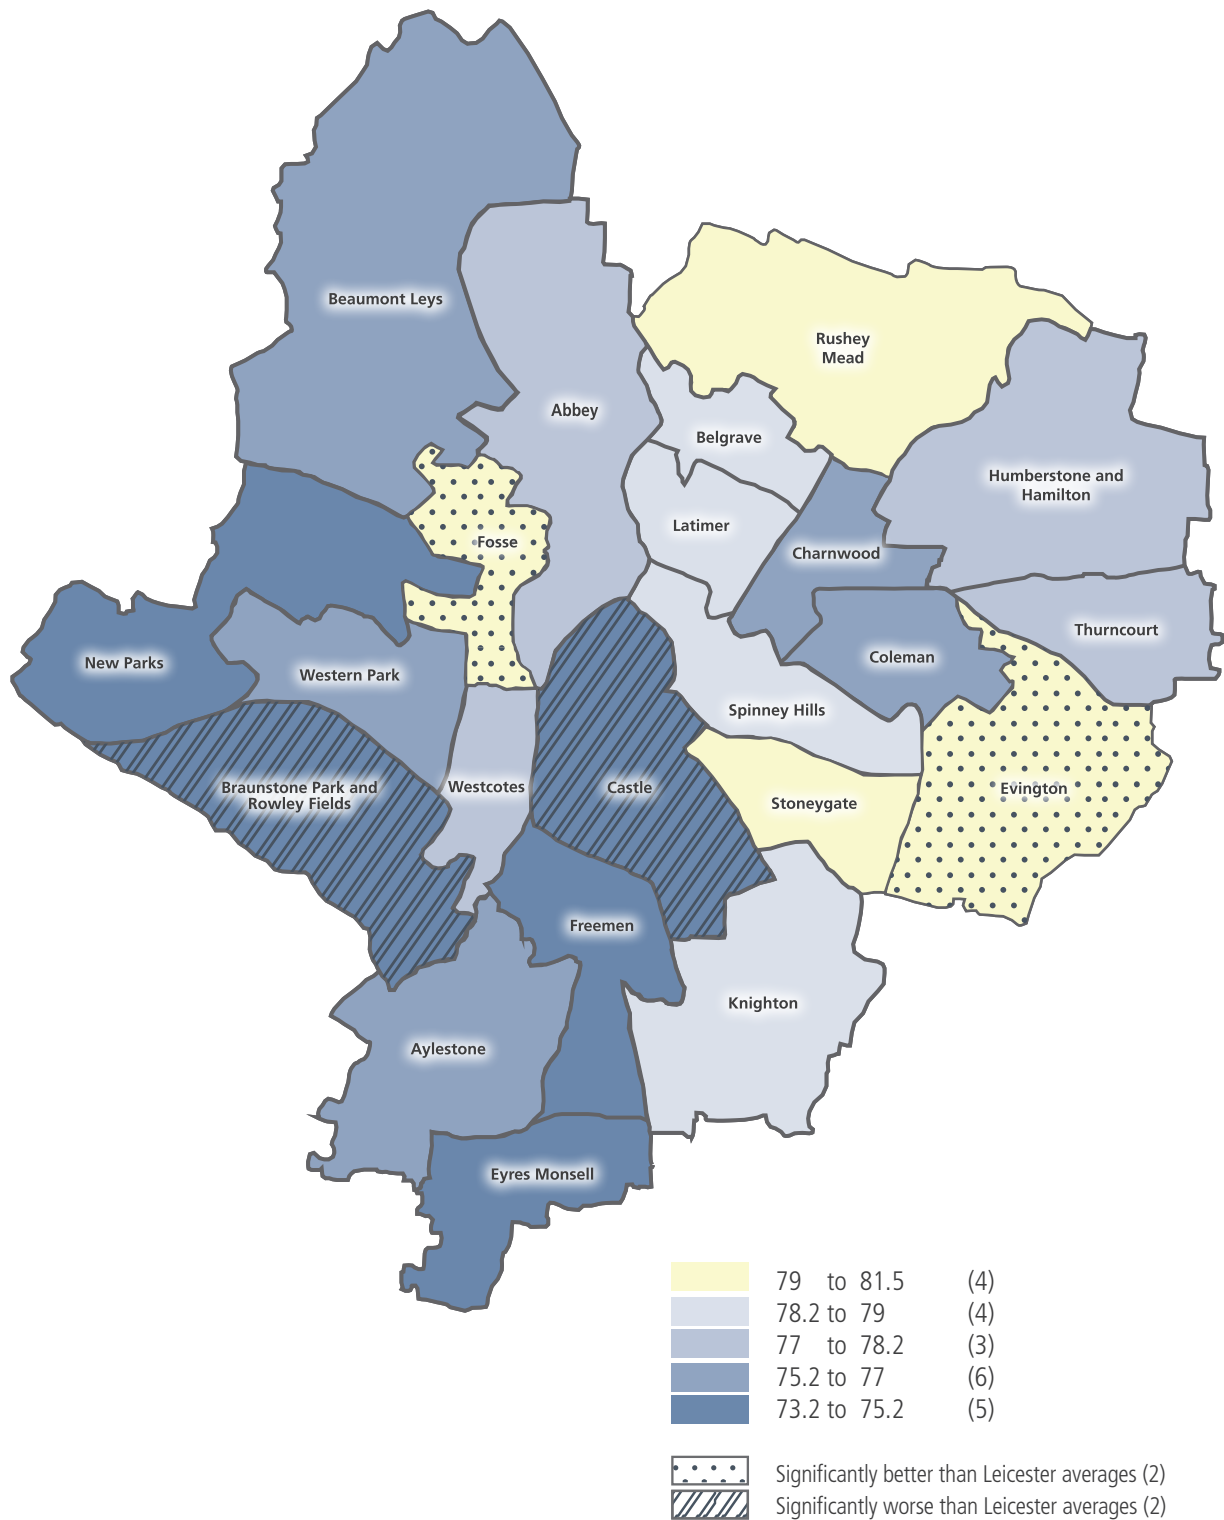 Beaumont Leys
Rushey
Mead
Abbey
Belgrave
Humberstone and
Hamilton
Latimer
Fosse
Charnwood
Thurncourt
Coleman
New Parks
Western Park
Spinney Hills
Braunstone Park and
Rowley Fields
Westcotes
Castle
Evington
Stoneygate
Freemen
Knighton
Aylestone
Eyres Monsell
79 to 81.5 (4)
78.2 to 79 (4)
77 to 78.2 (3)
75.2 to 77 (6)
73.2 to 75.2 (5)
Significantly better than Leicester averages (2)
Significantly worse than Leicester averages (2)